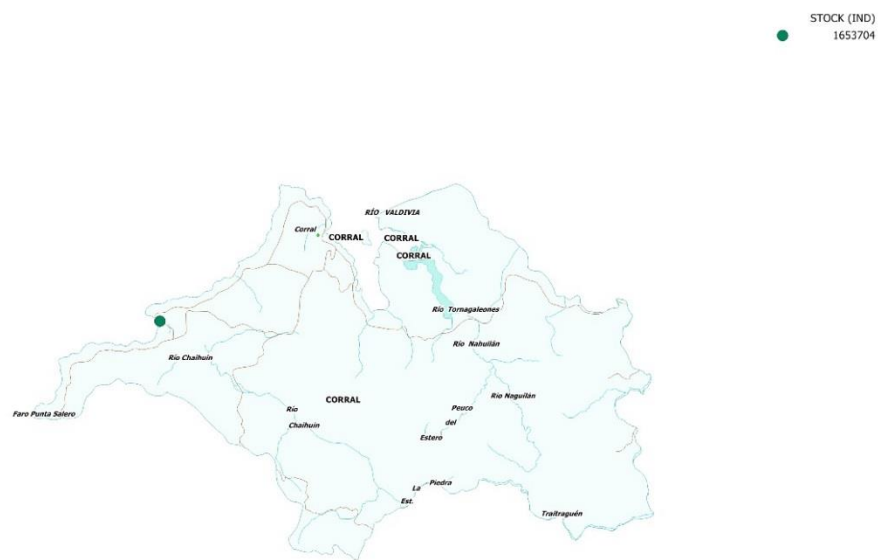 STOCK (IND)
1653704
RÍO VALDIVIA
Corral
CORRAL
CORRAL
CORRAL
Río Tornagaleones
Río Nahuilán
Río Chaihuín
Río Naguilán
CORRAL
Río
Chaihuín
Peuco
del
Estero
Faro Punta Salero
La Piedra
Est.
Traitraguén